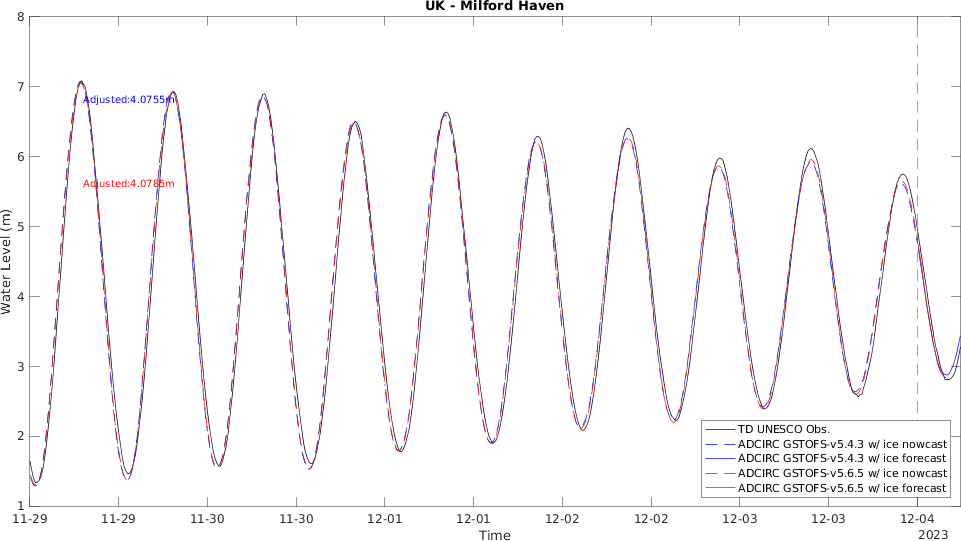 UK - Milford Haven
8
7
6
5
4
3
2
1
Water Level (m)
Adjusted:4.0755m
Adjusted:4.0785m
TD UNESCO Obs.
ADCIRC GSTOFS-v5.4.3 w/ ice nowcast
ADCIRC GSTOFS-v5.4.3 w/ ice forecast
ADCIRC GSTOFS-v5.6.5 w/ ice nowcast
ADCIRC GSTOFS-v5.6.5 w/ ice forecast
11-29 11-29 11-30 11-30 12-01 12-01 12-02 12-02 12-03 12-03 12-04
Time
2023